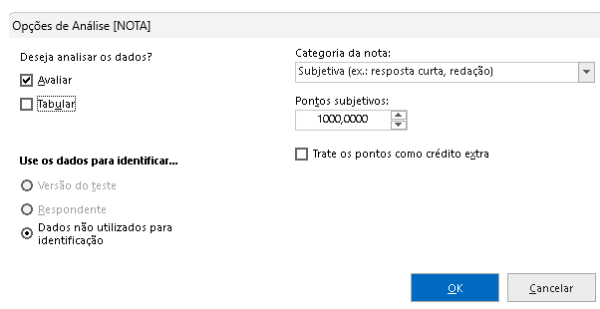 Opções de Análise [NOTA]
Deseja analisar os dados?
Avaliar
Tabular
Use os dados para identificar...
Versão do teste
Respondente
Dados não utilizados para
identificação
Categoria da nota:
Subjetiva (ex.: resposta curta, redação)
Pontos subjetivos:
1000,0000
Trate os pontos como crédito extra
OK
Cancelar